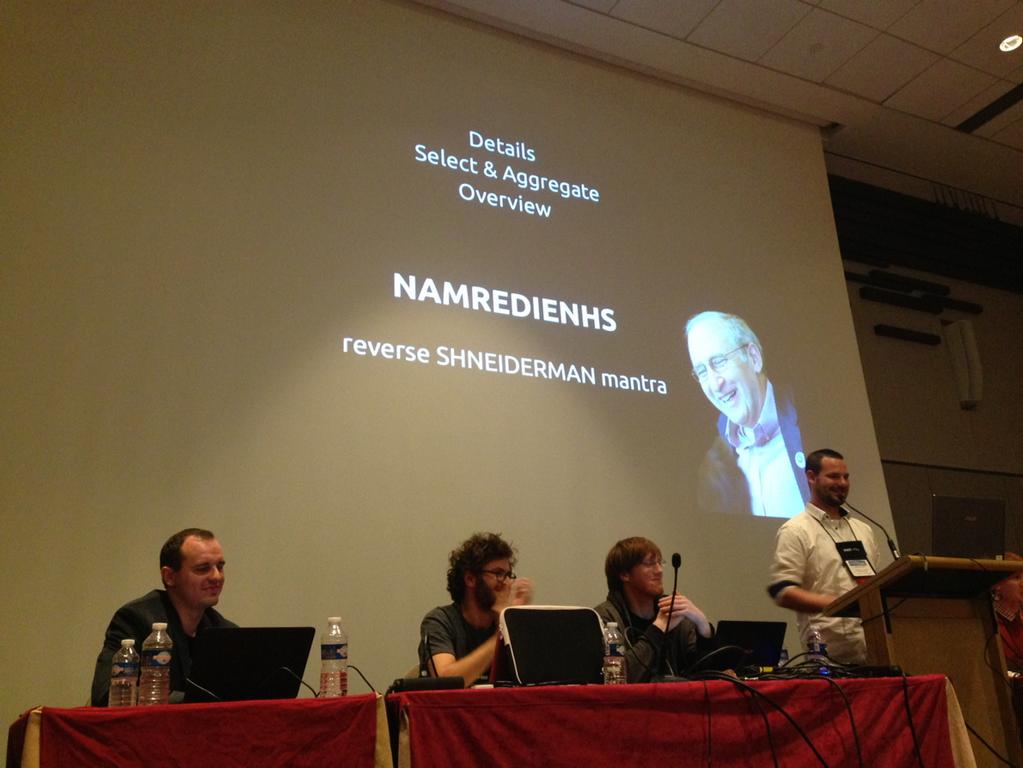 Details
Select & Aggregate
Overview
NAMREDIENHS
reverse SHNEIDERMAN mantra